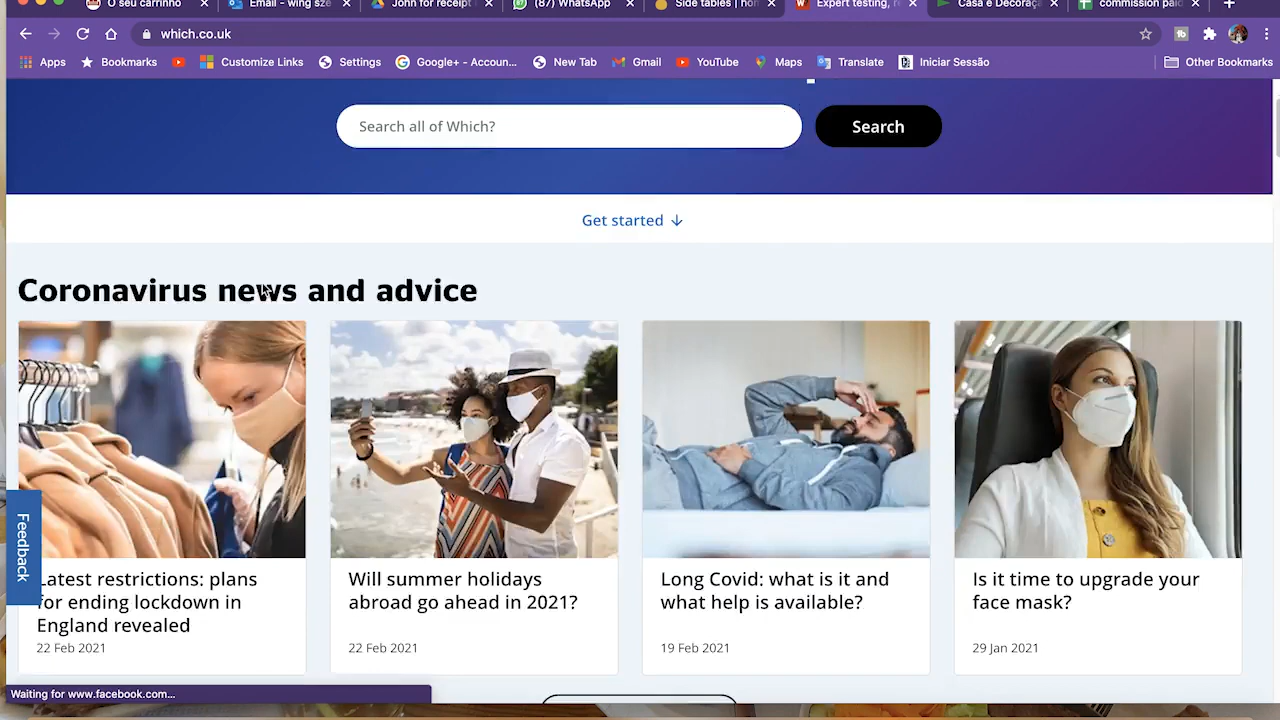 O seu carrinho
Email - wing sze
John for receipt
(87) WhatsApp
Side tables | hom
Expert testing, re
Casa e Decoraçã
commission paid
which.co.uk
Apps
Bookmarks
Customize Links
Settings
Google+ - Accoun...
New Tab
Gmail
YouTube
Maps
Translate
Iniciar Sessão
Other Bookmarks
Search all of Which?
Search
Get started ↓
Coronavirus news and advice
Latest restrictions: plans
for ending lockdown in
England revealed
22 Feb 2021
Will summer holidays
abroad go ahead in 2021?
22 Feb 2021
Long Covid: what is it and
what help is available?
19 Feb 2021
Is it time to upgrade your
face mask?
29 Jan 2021
Feedback
Waiting for www.facebook.com...